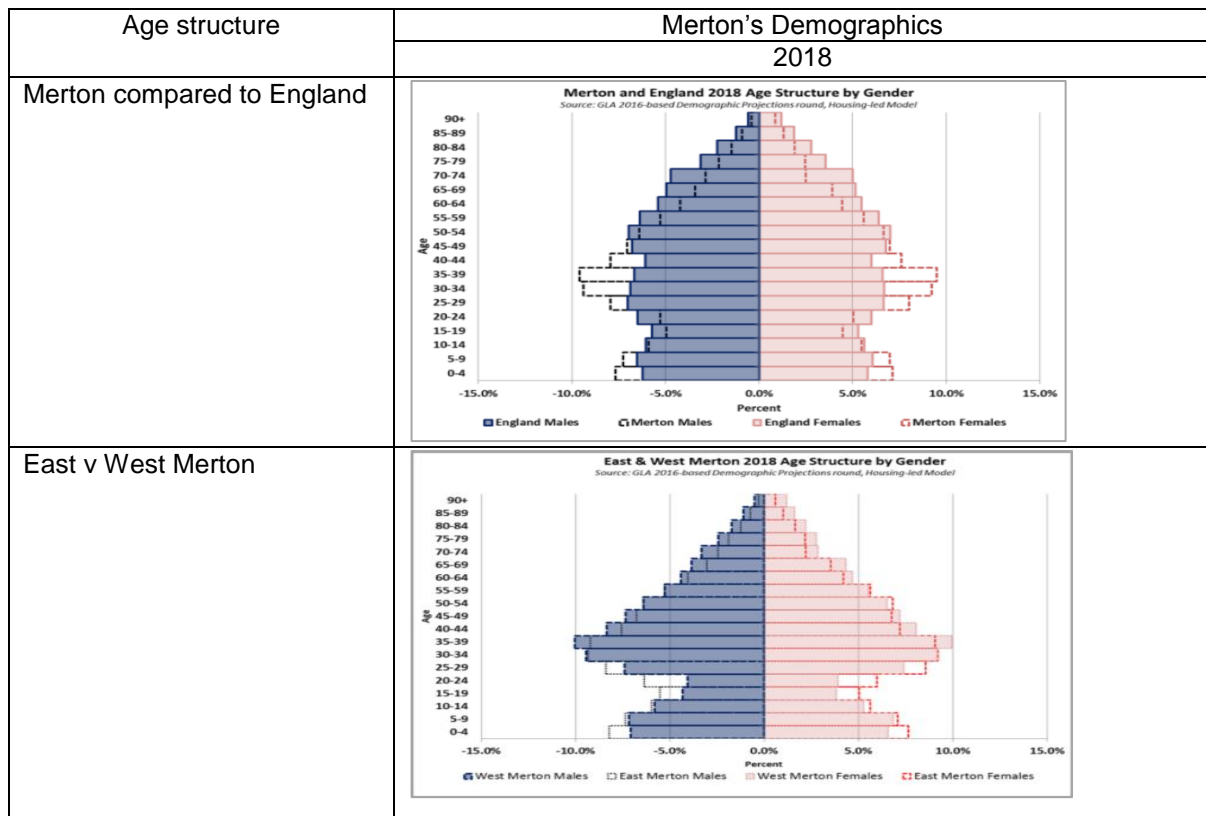 Age structure
Merton’s Demographics
2018
Merton compared to England
Merton and England 2018 Age Structure by Gender
Source: GLA 2016-based Demographic Projections round, Housing-led Model
Age
90+
85-89
80-84
75-79
70-74
65-69
60-64
55-59
50-54
45-49
40-44
35-39
30-34
25-29
20-24
15-19
10-14
5-9
0-4
-15.0% -10.0% -5.0% 0.0% 5.0% 10.0% 15.0%
Percent
England Males Merton Males England Females Merton Females
East v West Merton
East & West Merton 2018 Age Structure by Gender
Source: GLA 2016-based Demographic Projections round, Housing-led Model
Age
90+
85-89
80-84
75-79
70-74
65-69
60-64
55-59
50-54
45-49
40-44
35-39
30-34
25-29
20-24
15-19
10-14
5-9
0-4
-15.0% -10.0% -5.0% 0.0% 5.0% 10.0% 15.0%
Percent
West Merton Males East Merton Males West Merton Females East Merton Females